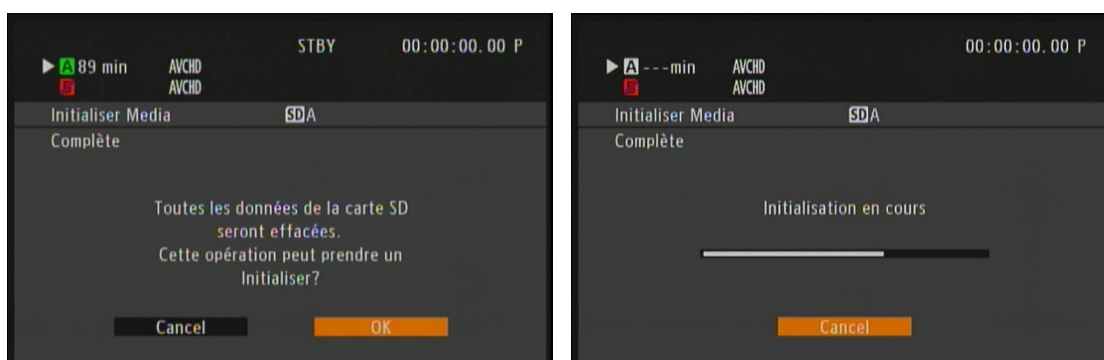 STBY 00:00:00.00 P
A 89 min AVCHD
AVCHD
Initialiser Media SD A
Complète
Toutes les données de la carte SD
seront effacées.
Cette opération peut prendre un
Initialiser?
Cancel OK
00:00:00.00 P
A ---min AVCHD
AVCHD
Initialiser Media SD A
Complète
Initialisation en cours
Cancel